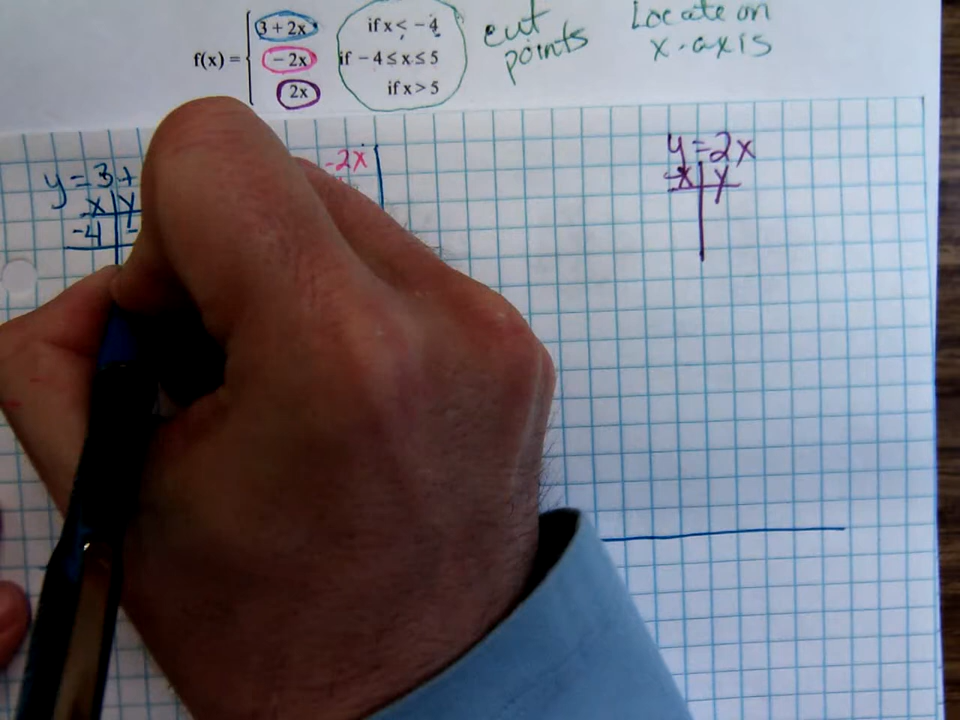 3 + 2x if x < - 4
f(x) = - 2x if - 4 ≤ x ≤ 5
2x if x > 5
cut points
Locate on
x-axis
y = 3 +
x y
-4 -
-2x
y = 2x
x y